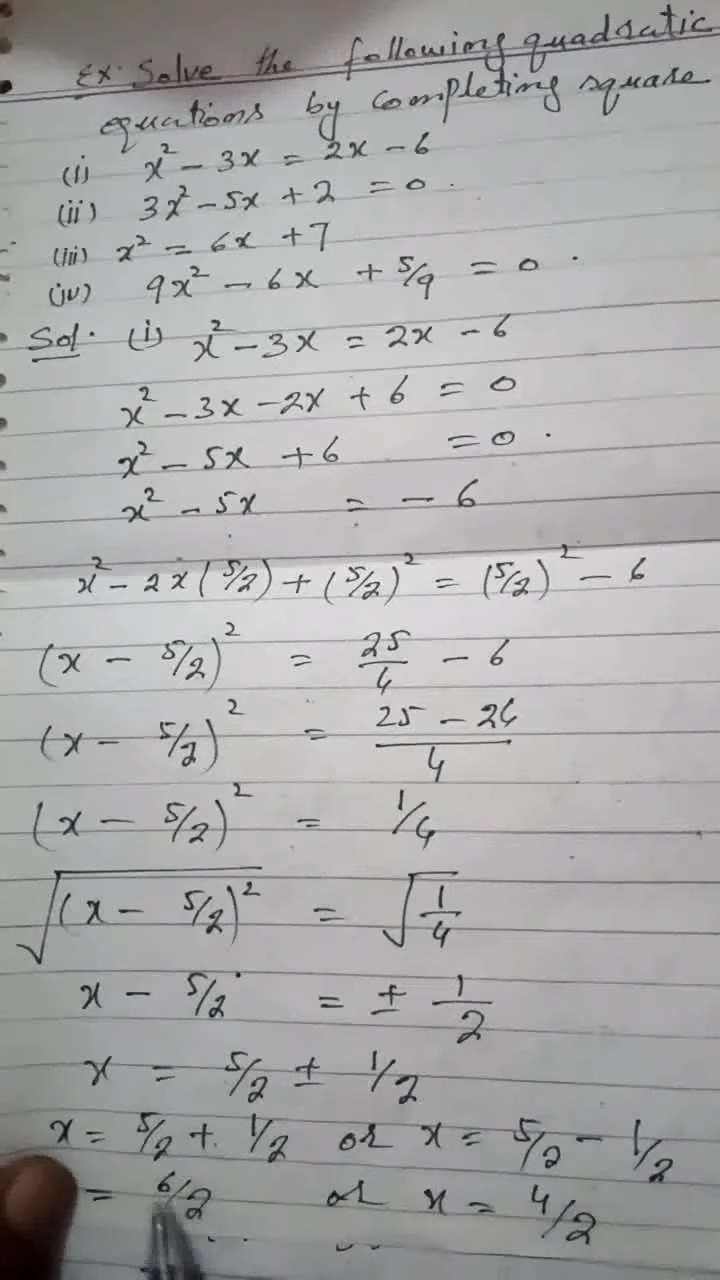 Ex. Solve the following quadratic
equations by completing square
(i) x² - 3x = 2x - 6
(ii) 3x² - 5x + 2 = 0.
(iii) x² = 6x + 7
(iv) 9x² - 6x + 5/9 = 0.
Sol. (i) x² - 3x = 2x - 6
x² - 3x - 2x + 6 = 0
x² - 5x + 6 = 0.
x² - 5x = - 6
x² - 2x(5/2) + (5/2)² = (5/2)² - 6
(x - 5/2)² = 25/4 - 6
(x - 5/2)² = (25 - 24)/4
(x - 5/2)² = 1/4
√(x - 5/2)² = √1/4
x - 5/2 = ± 1/2
x = 5/2 ± 1/2
x = 5/2 + 1/2 or x = 5/2 - 1/2
= 6/2 or x = 4/2